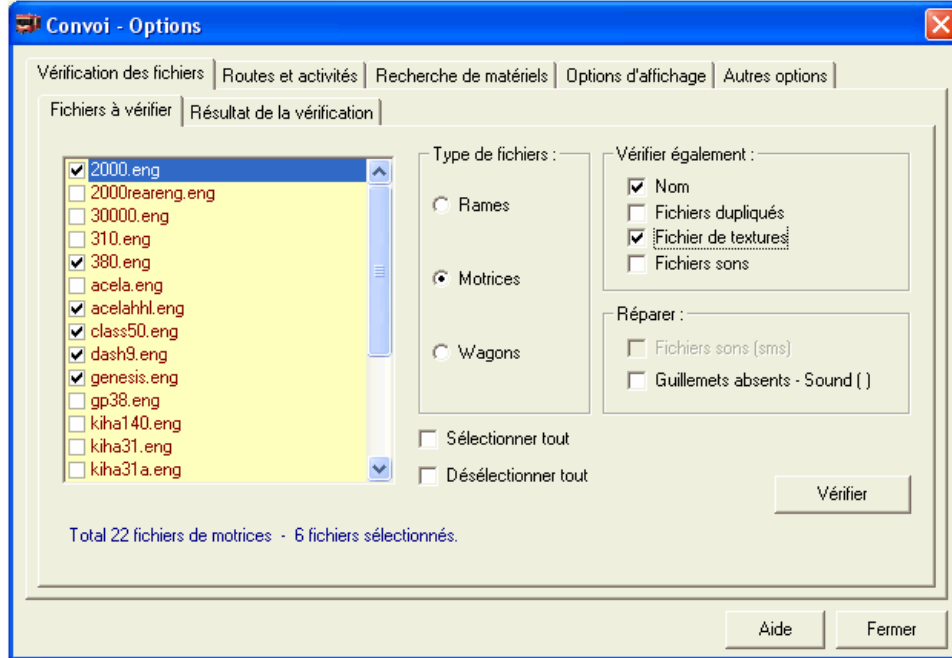 Convoi - Options
Vérification des fichiers
Routes et activités
Recherche de matériels
Options d'affichage
Autres options
Fichiers à vérifier
Résultat de la vérification
2000.eng
2000reareng.eng
30000.eng
310.eng
380.eng
acela.eng
acelahhl.eng
class50.eng
dash9.eng
genesis.eng
gp38.eng
kiha140.eng
kiha31.eng
kiha31a.eng
Type de fichiers :
Rames
Motrices
Wagons
Vérifier également :
Nom
Fichiers dupliqués
Fichier de textures
Fichiers sons
Réparer :
Fichiers sons (sms)
Guillemets absents - Sound ( )
Sélectionner tout
Désélectionner tout
Vérifier
Total 22 fichiers de motrices - 6 fichiers sélectionnés.
Aide
Fermer